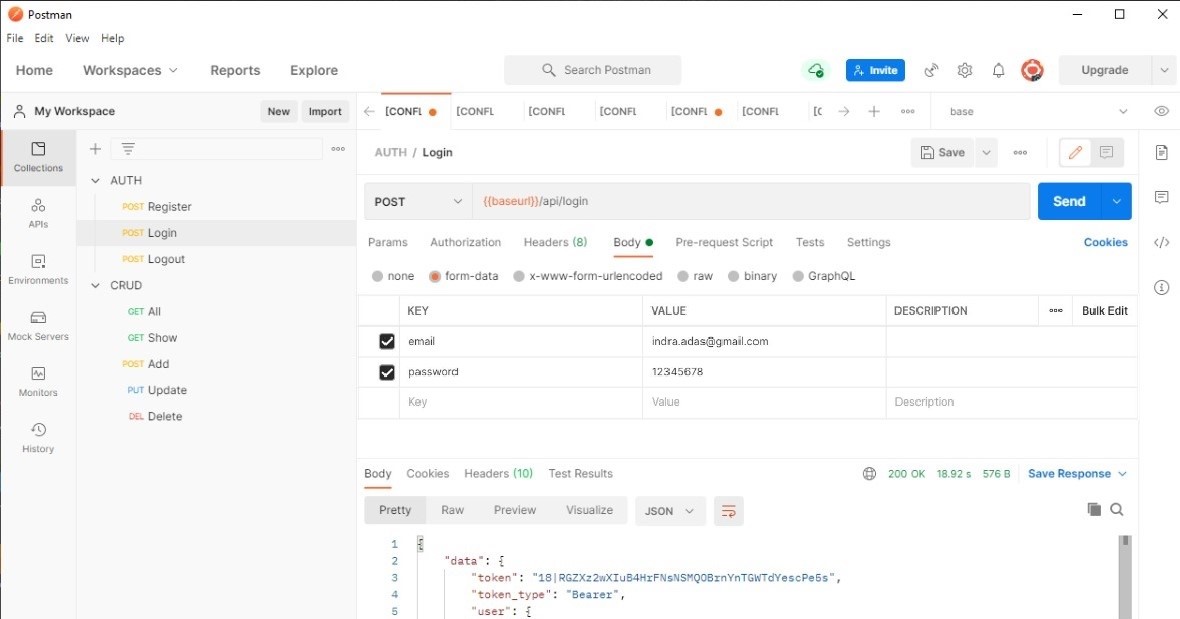 Postman
File Edit View Help
Home Workspaces Reports Explore Search Postman Invite Upgrade
My Workspace New Import [CONFL [CONFL [CONFL [CONFL [CONFL [CONFL [C base
Collections
APIs
Environments
Mock Servers
Monitors
History
AUTH
POST Register
POST Login
POST Logout
CRUD
GET All
GET Show
POST Add
PUT Update
DEL Delete
AUTH / Login Save
POST {{baseurl}}/api/login Send
Params Authorization Headers (8) Body Pre-request Script Tests Settings Cookies
none form-data x-www-form-urlencoded raw binary GraphQL
KEY VALUE DESCRIPTION Bulk Edit
email indra.adas@gmail.com
password 12345678
Key Value Description
Body Cookies Headers (10) Test Results 200 OK 18.92 s 576 B Save Response
Pretty Raw Preview Visualize JSON
1 {
2 "data": {
3 "token": "18|RGZXz2wXIuB4HrFNsNSMQOBrnYnTGWTdYescPe5s",
4 "token_type": "Bearer",
5 "user": {